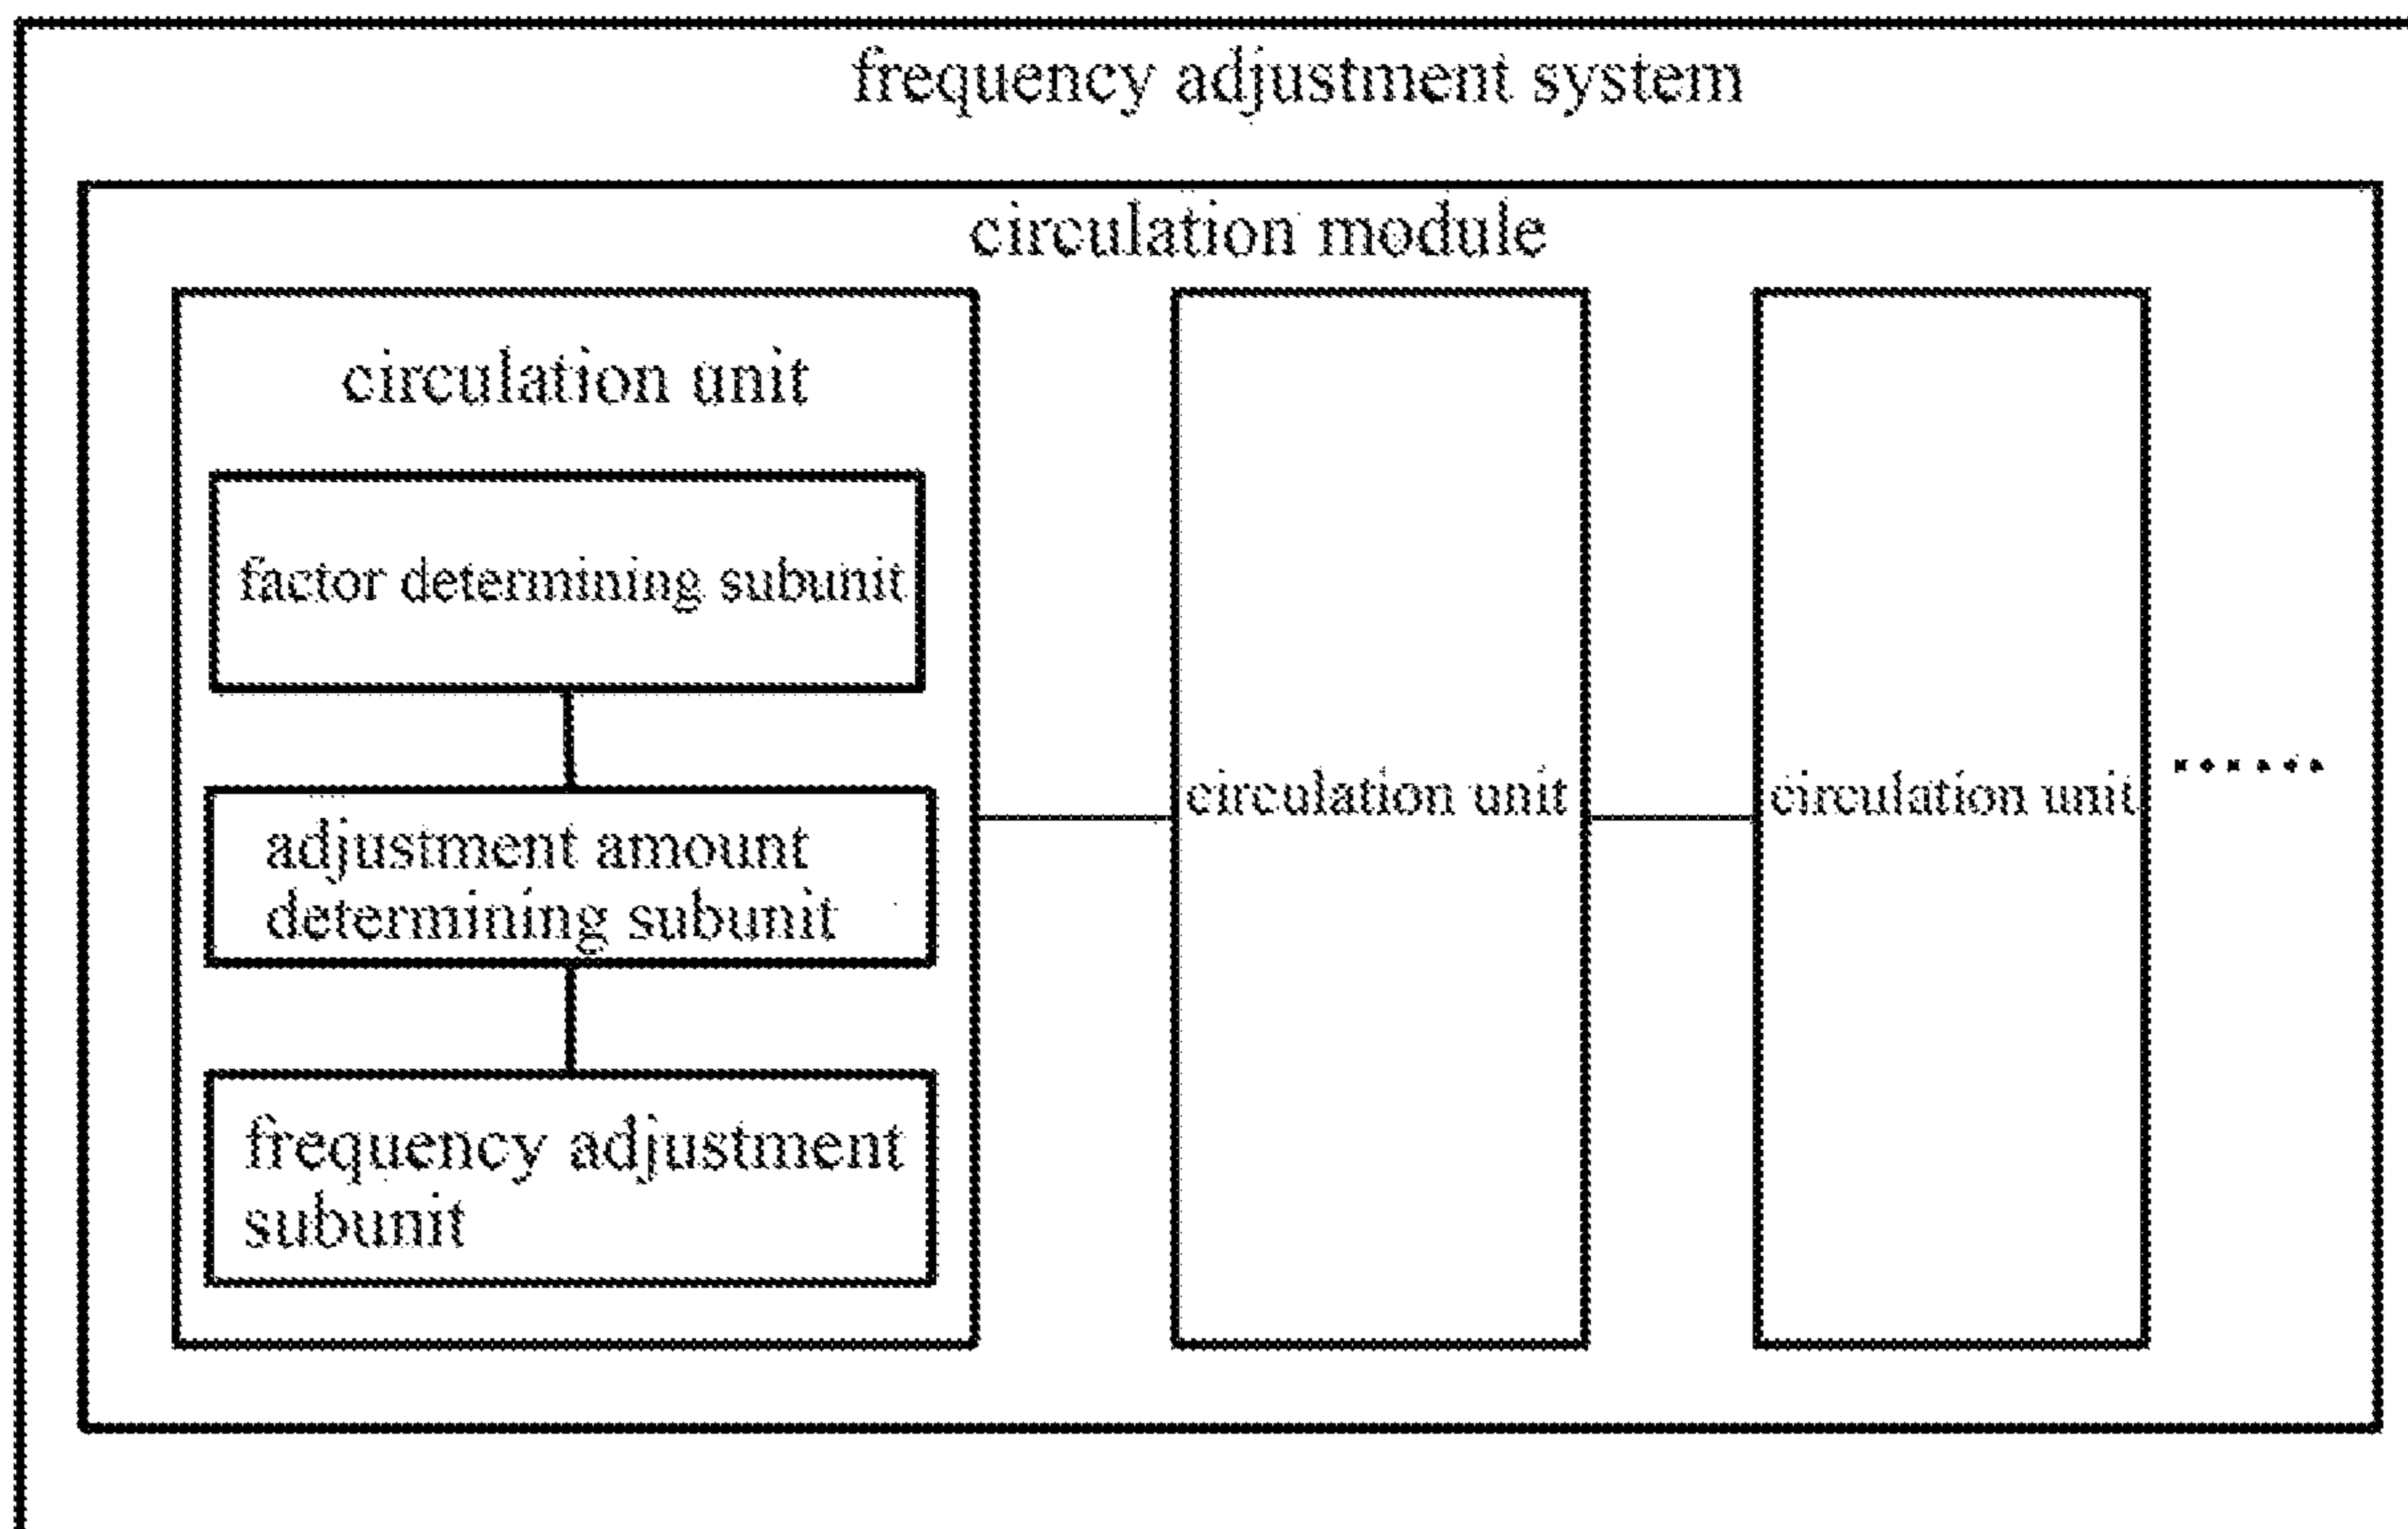 frequency adjustment system
circulation module
circulation unit
factor determining subunit
adjustment amount
determining subunit
frequency adjustment
subunit
circulation unit
circulation unit
......